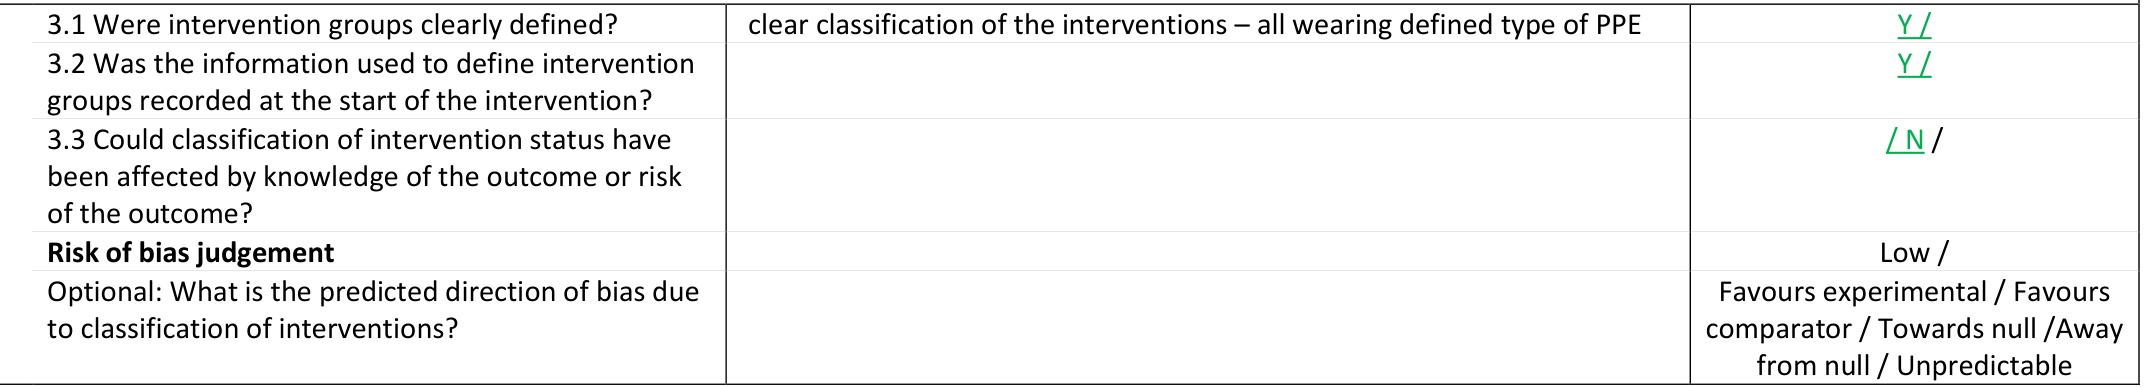 3.1 Were intervention groups clearly defined?
clear classification of the interventions – all wearing defined type of PPE
Y /
3.2 Was the information used to define intervention
groups recorded at the start of the intervention?
Y /
3.3 Could classification of intervention status have
been affected by knowledge of the outcome or risk
of the outcome?
/ N /
Risk of bias judgement
Low /
Optional: What is the predicted direction of bias due
to classification of interventions?
Favours experimental / Favours
comparator / Towards null /Away
from null / Unpredictable